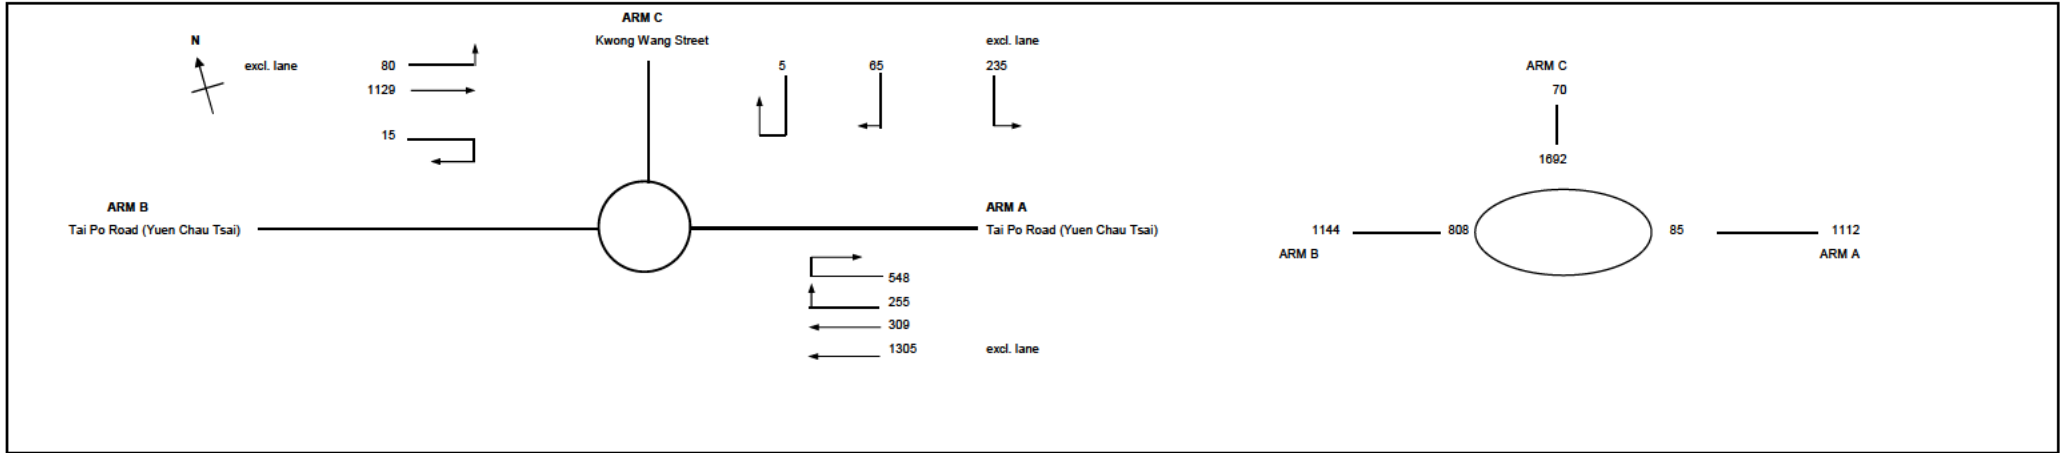 ARM C
N
Kwong Wang Street
excl. lane
excl. lane
80
5
65
235
ARM C
1129
70
15
1692
ARM B
ARM A
Tai Po Road (Yuen Chau Tsai)
Tai Po Road (Yuen Chau Tsai)
1144
808
85
1112
ARM B
ARM A
548
255
309
1305
excl. lane